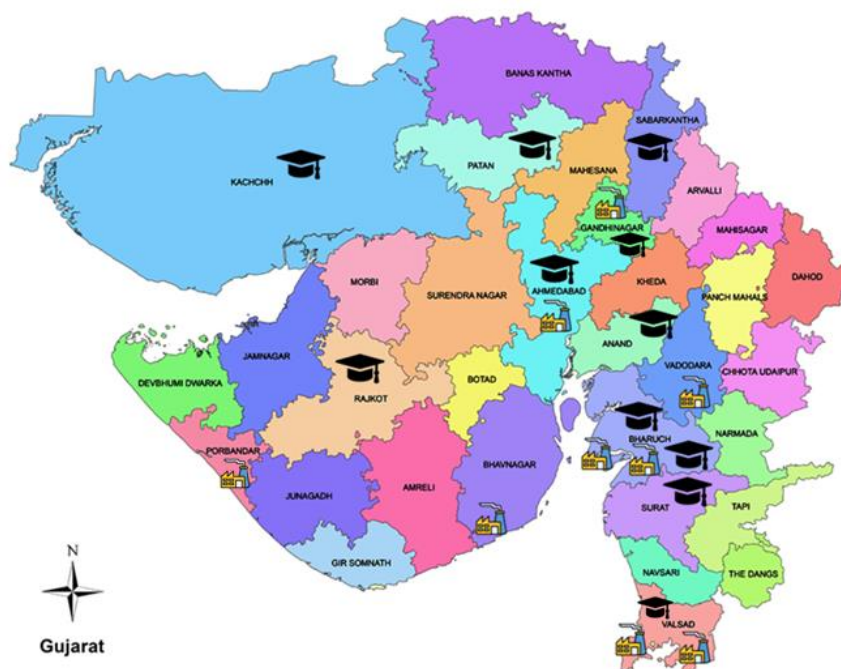 BANAS KANTHA
SABARKANTHA
PATAN
MAHESANA
KACHCHH
ARVALLI
GANDHINAGAR
MAHISAGAR
MORBI
SURENDRA NAGAR
AHMEDABAD
KHEDA
PANCH MAHALS
DAHOD
ANAND
JAMNAGAR
VADODARA
CHHOTA UDAIPUR
DEVBHUMI DWARKA
BOTAD
RAJKOT
NARMADA
BHARUCH
PORBANDAR
BHAVNAGAR
AMRELI
JUNAGADH
SURAT
TAPI
GIR SOMNATH
N
NAVSARI
THE DANGS
VALSAD
Gujarat